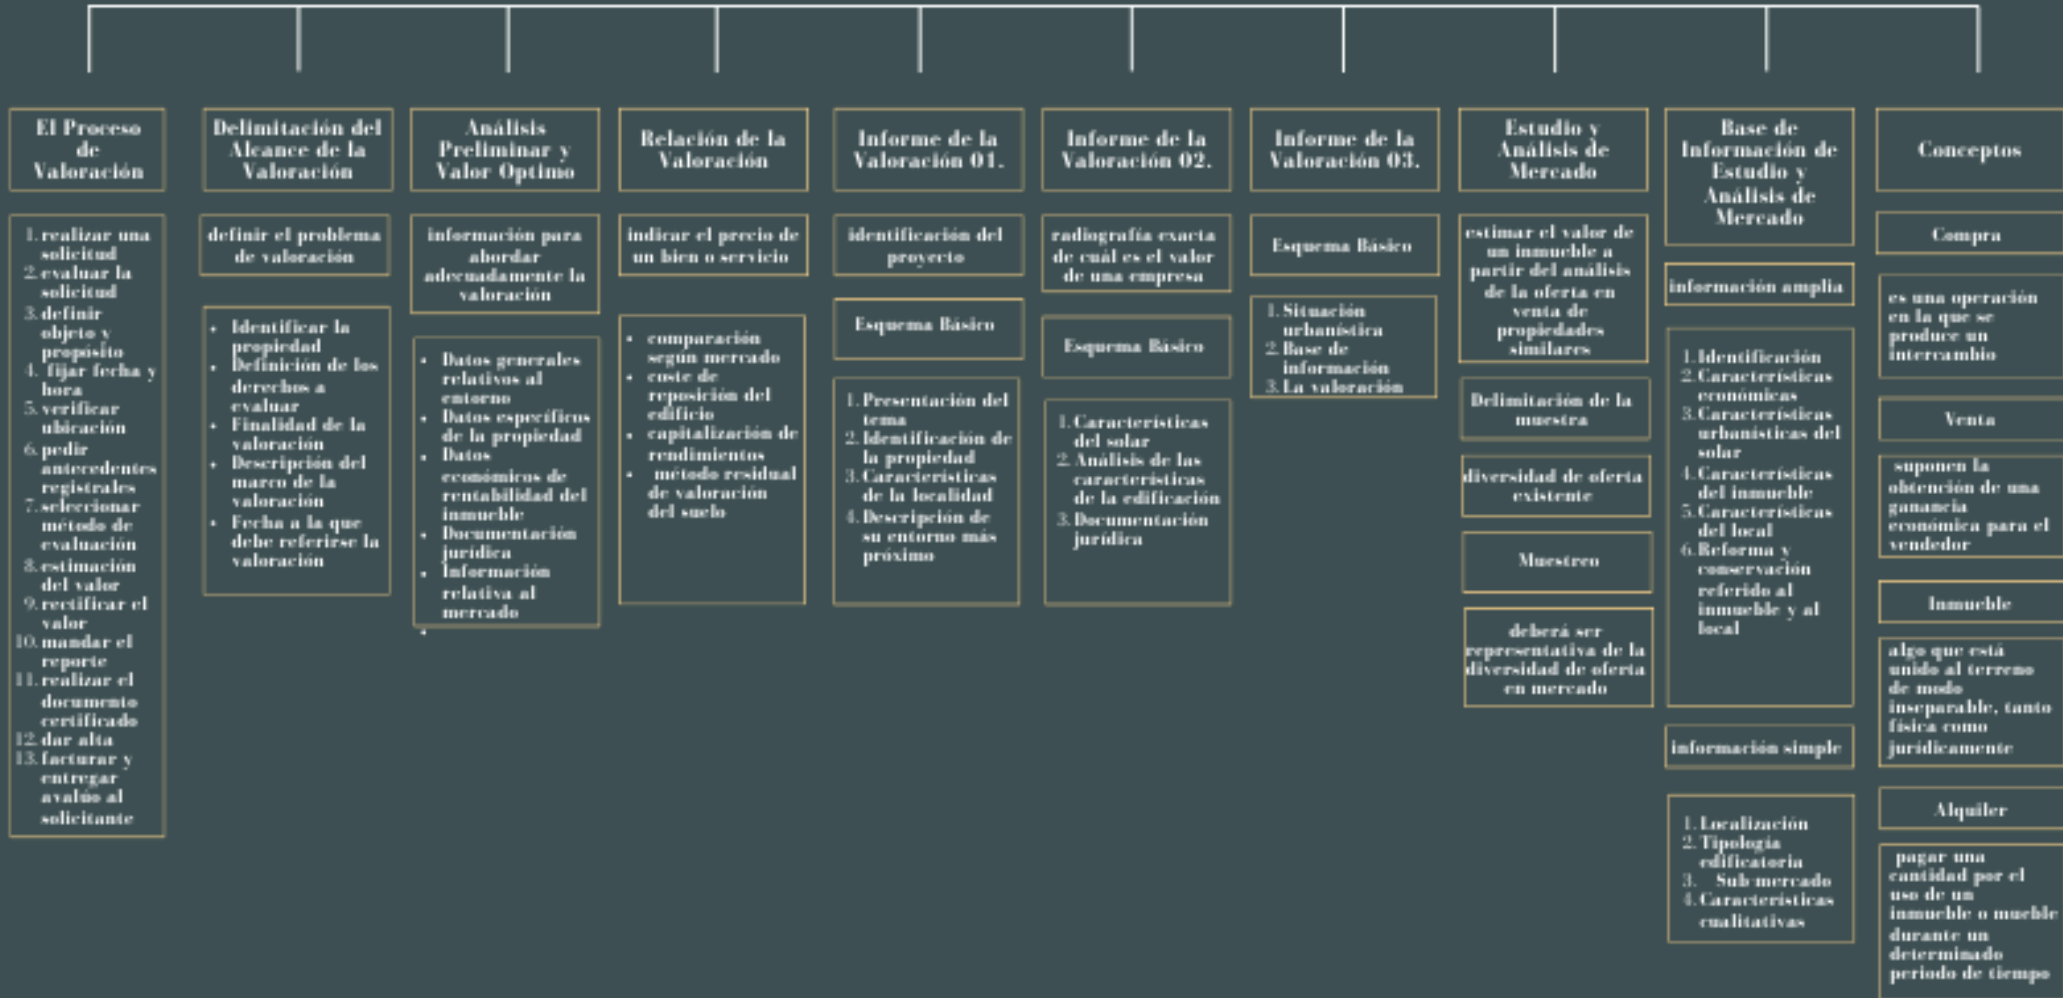 El Proceso
de
Valoración
1. realizar una
solicitud
2. evaluar la
solicitud
3. definir
objeto y
propósito
4. fijar fecha y
hora
5. verificar
ubicación
6. pedir
antecedentes
registrales
7. seleccionar
método de
evaluación
8. estimación
del valor
9. rectificar el
valor
10. mandar el
reporte
11. realizar el
documento
certificado
12. dar alta
13. facturar y
entregar
avalúo al
solicitante
Delimitación del
Alcance de la
Valoración
definir el problema
de valoración
• Identificar la
propiedad
• Definición de los
derechos a
evaluar
• Finalidad de la
valoración
• Descripción del
marco de la
valoración
• Fecha a la que
debe referirse la
valoración
Análisis
Preliminar y
Valor Optimo
información para
abordar
adecuadamente la
valoración
• Datos generales
relativos al
entorno
• Datos específicos
de la propiedad
• Datos
económicos de
rentabilidad del
inmueble
• Documentación
jurídica
• Información
relativa al
mercado
•
Relación de la
Valoración
indicar el precio de
un bien o servicio
• comparación
según mercado
• coste de
reposición del
edificio
• capitalización de
rendimientos
• método residual
de valoración
del suelo
Informe de la
Valoración 01.
identificación del
proyecto
Esquema Básico
1. Presentación del
tema
2. Identificación de
la propiedad
3. Características
de la localidad
4. Descripción de
su entorno más
próximo
Informe de la
Valoración 02.
radiografía exacta
de cuál es el valor
de una empresa
Esquema Básico
1. Características
del solar
2. Análisis de las
características
de la edificación
3. Documentación
jurídica
Informe de la
Valoración 03.
Esquema Básico
1. Situación
urbanística
2. Base de
información
3. La valoración
Estudio y
Análisis de
Mercado
estimar el valor de
un inmueble a
partir del análisis
de la oferta en
venta de
propiedades
similares
Delimitación de la
muestra
diversidad de oferta
existente
Muestreo
deberá ser
representativa de la
diversidad de oferta
en mercado
Base de
Información de
Estudio y
Análisis de
Mercado
información amplia
1. Identificación
2. Características
económicas
3. Características
urbanísticas del
solar
4. Características
del inmueble
5. Características
del local
6. Reforma y
conservación
referido al
inmueble y al
local
información simple
1. Localización
2. Tipología
edificatoria
3. Sub mercado
4. Características
cualitativas
Conceptos
Compra
es una operación
en la que se
produce un
intercambio
Venta
suponen la
obtención de una
ganancia
económica para el
vendedor
Inmueble
algo que está
unido al terreno
de modo
inseparable, tanto
física como
jurídicamente
Alquiler
pagar una
cantidad por el
uso de un
inmueble o mueble
durante un
determinado
periodo de tiempo